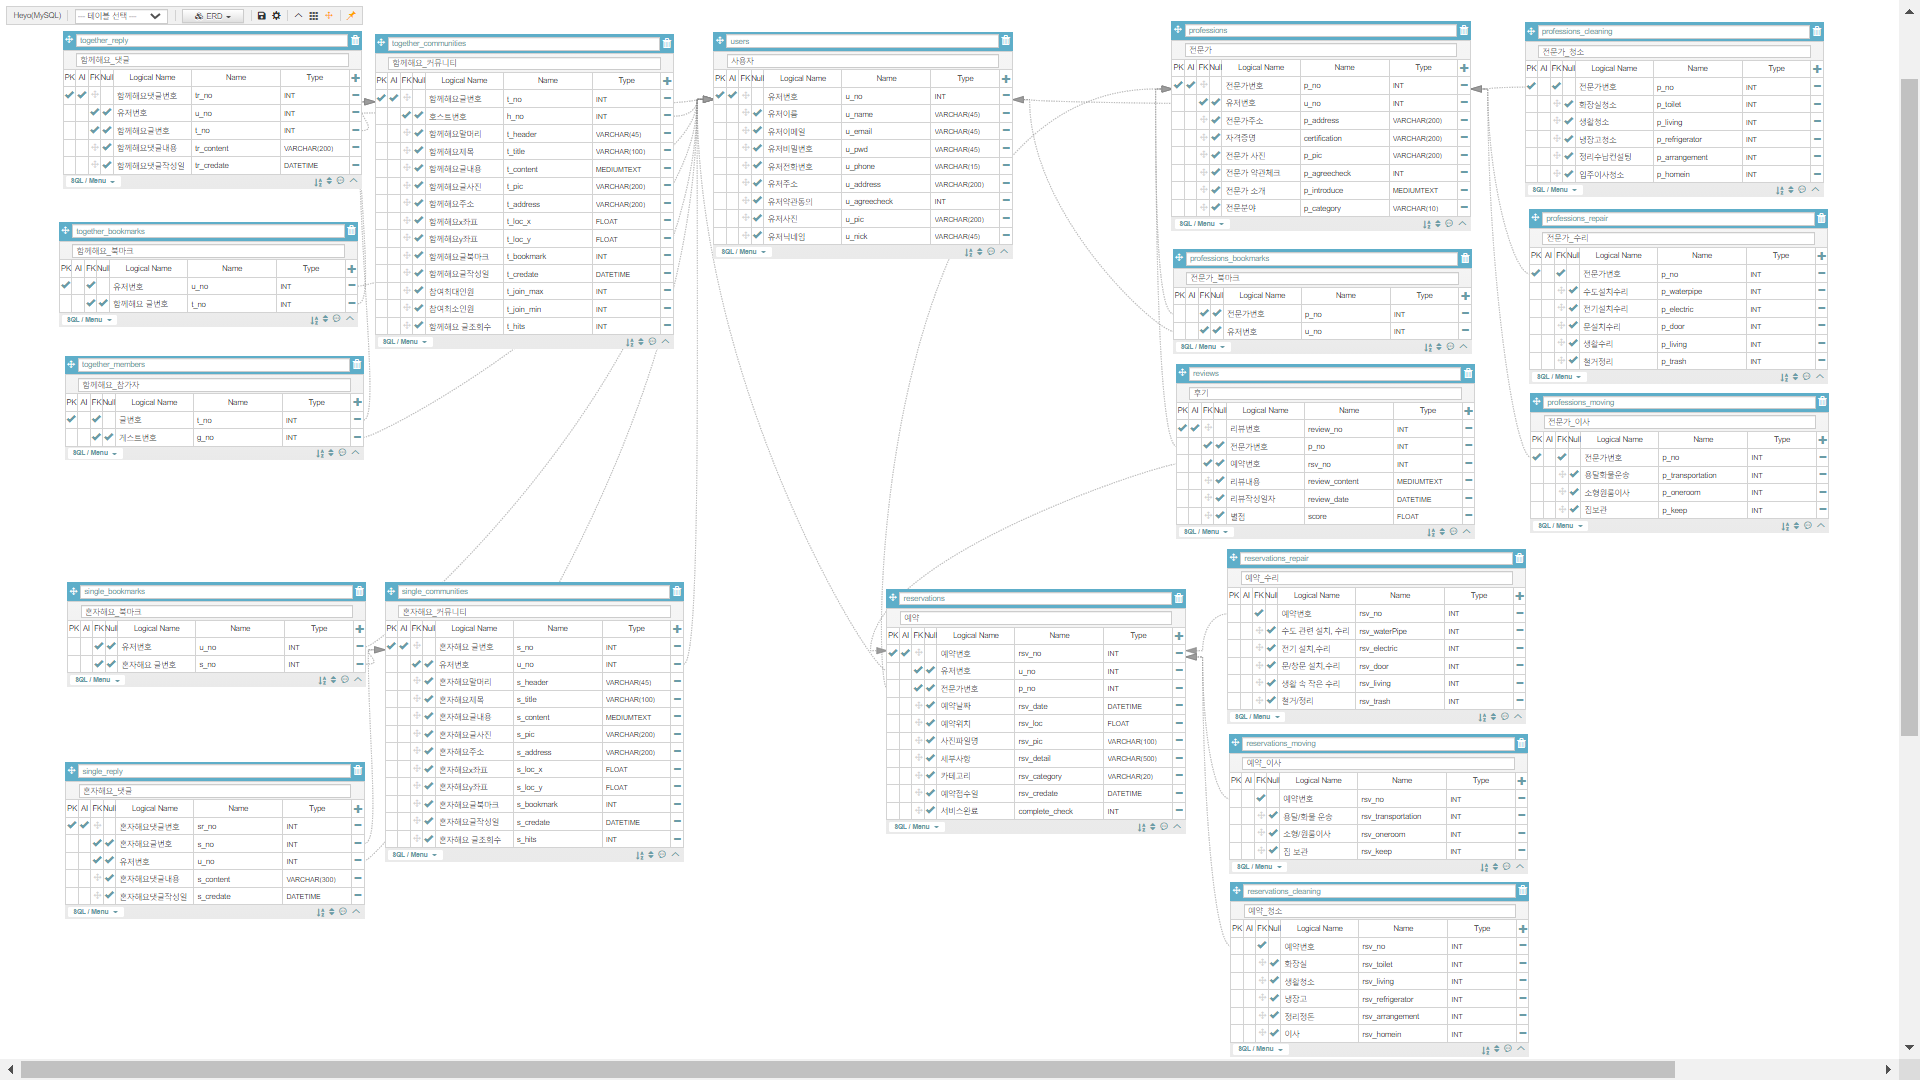 Heyo(MySQL) --- 테이블 선택 --- ERD
together_reply
함께해요_댓글
PK AI FK Null Logical Name Name Type
함께해요댓글번호 tr_no INT
유저번호 u_no INT
함께해요글번호 t_no INT
함께해요댓글내용 tr_content VARCHAR(200)
함께해요댓글작성일 tr_credate DATETIME
SQL / Menu
together_bookmarks
함께해요_북마크
PK AI FK Null Logical Name Name Type
유저번호 u_no INT
함께해요 글번호 t_no INT
SQL / Menu
together_members
함께해요_참가자
PK AI FK Null Logical Name Name Type
글번호 t_no INT
게스트번호 g_no INT
SQL / Menu
single_bookmarks
혼자해요_북마크
PK AI FK Null Logical Name Name Type
유저번호 u_no INT
혼자해요 글번호 s_no INT
SQL / Menu
single_reply
혼자해요_댓글
PK AI FK Null Logical Name Name Type
혼자해요댓글번호 sr_no INT
혼자해요글번호 s_no INT
유저번호 u_no INT
혼자해요댓글내용 s_content VARCHAR(300)
혼자해요댓글작성일 s_credate DATETIME
SQL / Menu
together_communities
함께해요_커뮤니티
PK AI FK Null Logical Name Name Type
함께해요글번호 t_no INT
호스트번호 h_no INT
함께해요말머리 t_header VARCHAR(45)
함께해요제목 t_title VARCHAR(100)
함께해요글내용 t_content MEDIUMTEXT
함께해요글사진 t_pic VARCHAR(200)
함께해요주소 t_address VARCHAR(200)
함께해요x좌표 t_loc_x FLOAT
함께해요y좌표 t_loc_y FLOAT
함께해요글북마크 t_bookmark INT
함께해요글작성일 t_credate DATETIME
참여최대인원 t_join_max INT
참여최소인원 t_join_min INT
함께해요 글조회수 t_hits INT
SQL / Menu
single_communities
혼자해요_커뮤니티
PK AI FK Null Logical Name Name Type
혼자해요 글번호 s_no INT
유저번호 u_no INT
혼자해요말머리 s_header VARCHAR(45)
혼자해요제목 s_title VARCHAR(100)
혼자해요글내용 s_content MEDIUMTEXT
혼자해요글사진 s_pic VARCHAR(200)
혼자해요주소 s_address VARCHAR(200)
혼자해요x좌표 s_loc_x FLOAT
혼자해요y좌표 s_loc_y FLOAT
혼자해요글북마크 s_bookmark INT
혼자해요글작성일 s_credate DATETIME
혼자해요 글조회수 s_hits INT
SQL / Menu
users
사용자
PK AI FK Null Logical Name Name Type
유저번호 u_no INT
유저이름 u_name VARCHAR(45)
유저이메일 u_email VARCHAR(45)
유저비밀번호 u_pwd VARCHAR(45)
유저전화번호 u_phone VARCHAR(15)
유저주소 u_address VARCHAR(200)
유저약관동의 u_agreecheck INT
유저사진 u_pic VARCHAR(200)
유저닉네임 u_nick VARCHAR(45)
SQL / Menu
reservations
예약
PK AI FK Null Logical Name Name Type
예약번호 rsv_no INT
유저번호 u_no INT
전문가번호 p_no INT
예약날짜 rsv_date DATETIME
예약위치 rsv_loc FLOAT
사진파일명 rsv_pic VARCHAR(100)
세부사항 rsv_detail VARCHAR(500)
카테고리 rsv_category VARCHAR(20)
예약접수일 rsv_credate DATETIME
서비스완료 complete_check INT
SQL / Menu
professions
전문가
PK AI FK Null Logical Name Name Type
전문가번호 p_no INT
유저번호 u_no INT
전문가주소 p_address VARCHAR(200)
자격증명 certification VARCHAR(200)
전문가 사진 p_pic VARCHAR(200)
전문가 약관체크 p_agreecheck INT
전문가 소개 p_introduce MEDIUMTEXT
전문분야 p_category VARCHAR(10)
SQL / Menu
professions_bookmarks
전문가_북마크
PK AI FK Null Logical Name Name Type
전문가번호 p_no INT
유저번호 u_no INT
SQL / Menu
reviews
후기
PK AI FK Null Logical Name Name Type
리뷰번호 review_no INT
전문가번호 p_no INT
예약번호 rsv_no INT
리뷰내용 review_content MEDIUMTEXT
리뷰작성일자 review_date DATETIME
별점 score FLOAT
SQL / Menu
reservations_repair
예약_수리
PK AI FK Null Logical Name Name Type
예약번호 rsv_no INT
수도 관련 설치, 수리 rsv_waterPipe INT
전기 설치,수리 rsv_electric INT
문/창문 설치,수리 rsv_door INT
생활 속 작은 수리 rsv_living INT
철거/정리 rsv_trash INT
SQL / Menu
reservations_moving
예약_이사
PK AI FK Null Logical Name Name Type
예약번호 rsv_no INT
용달/화물 운송 rsv_transportation INT
소형/원룸이사 rsv_oneroom INT
짐 보관 rsv_keep INT
SQL / Menu
reservations_cleaning
예약_청소
PK AI FK Null Logical Name Name Type
예약번호 rsv_no INT
화장실 rsv_toilet INT
생활청소 rsv_living INT
냉장고 rsv_refrigerator INT
정리정돈 rsv_arrangement INT
이사 rsv_homein INT
SQL / Menu
professions_cleaning
전문가_청소
PK AI FK Null Logical Name Name Type
전문가번호 p_no INT
화장실청소 p_toilet INT
생활청소 p_living INT
냉장고청소 p_refrigerator INT
정리수납컨설팅 p_arrangement INT
입주이사청소 p_homein INT
SQL / Menu
professions_repair
전문가_수리
PK AI FK Null Logical Name Name Type
전문가번호 p_no INT
수도설치수리 p_waterpipe INT
전기설치수리 p_electric INT
문설치수리 p_door INT
생활수리 p_living INT
철거정리 p_trash INT
SQL / Menu
professions_moving
전문가_이사
PK AI FK Null Logical Name Name Type
전문가번호 p_no INT
용달화물운송 p_transportation INT
소형원룸이사 p_oneroom INT
짐보관 p_keep INT
SQL / Menu